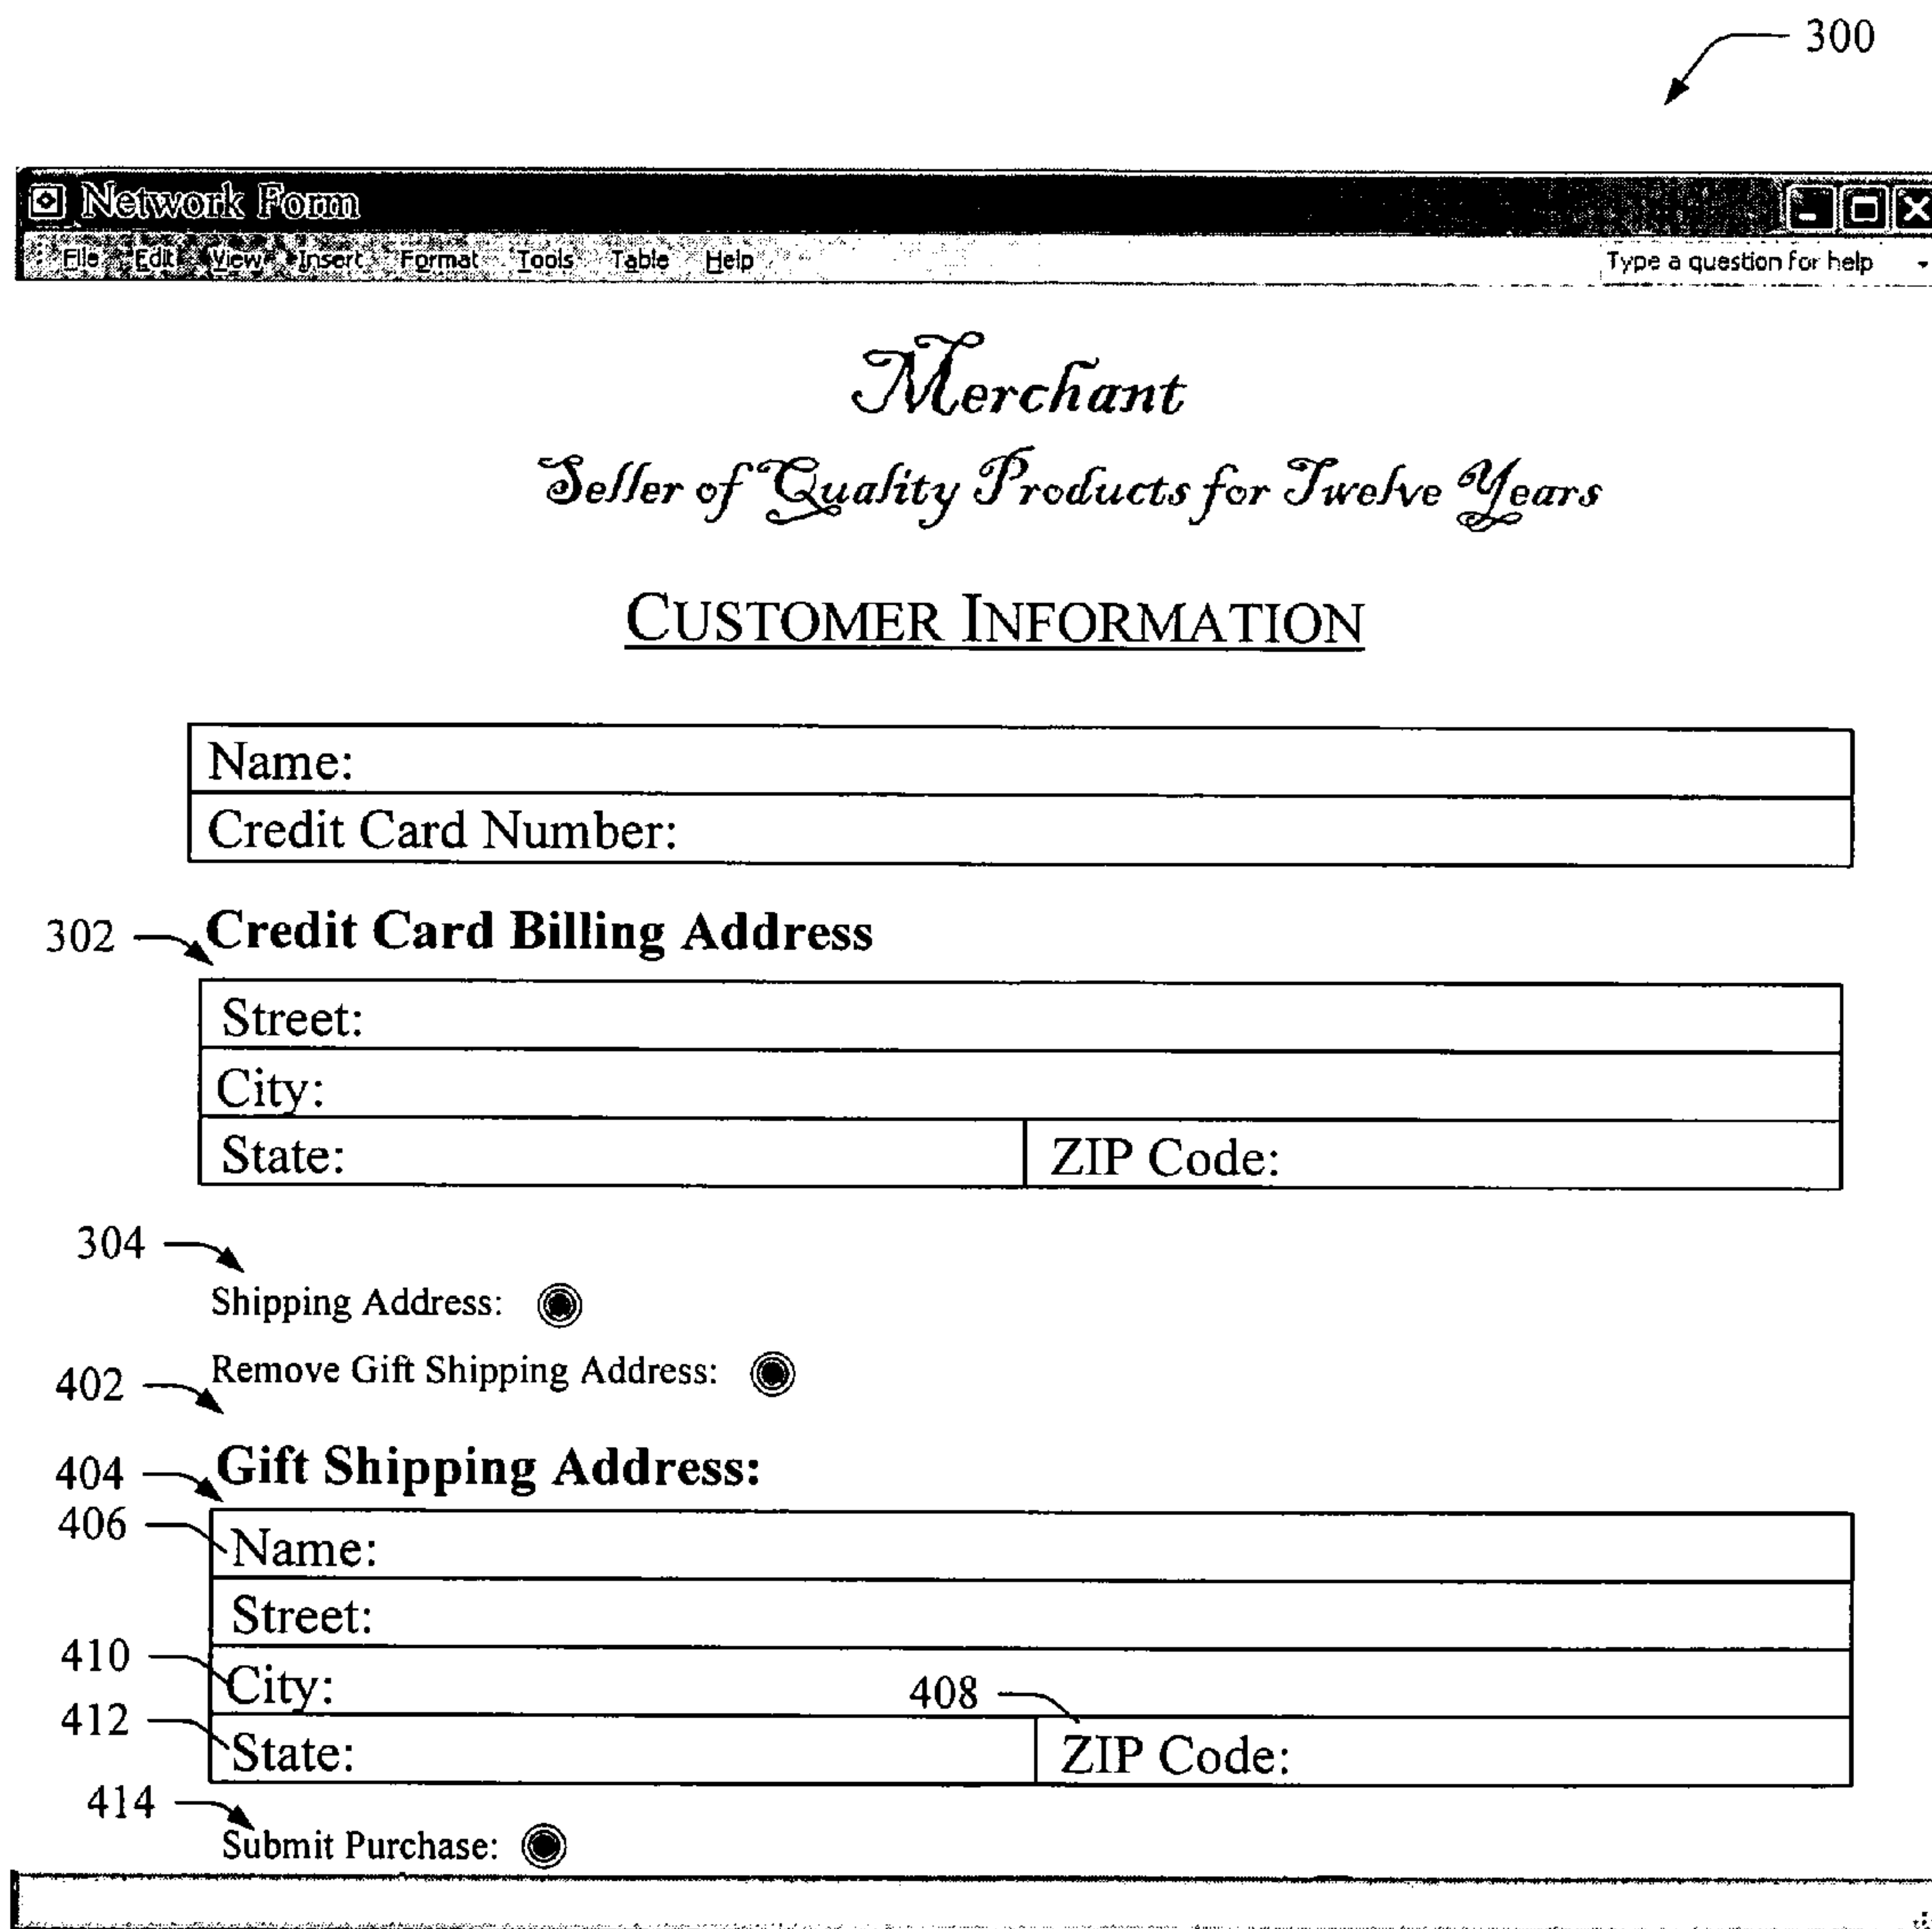 300
Network Form
File Edit View Insert Format Tools Table Help Type a question for help
Merchant
Seller of Quality Products for Twelve Years
CUSTOMER INFORMATION
Name:
Credit Card Number:
302 Credit Card Billing Address
Street:
City:
State: ZIP Code:
304
Shipping Address:
Remove Gift Shipping Address:
402
Gift Shipping Address:
404
406 Name:
Street:
410 City: 408
412 State: ZIP Code:
414
Submit Purchase: